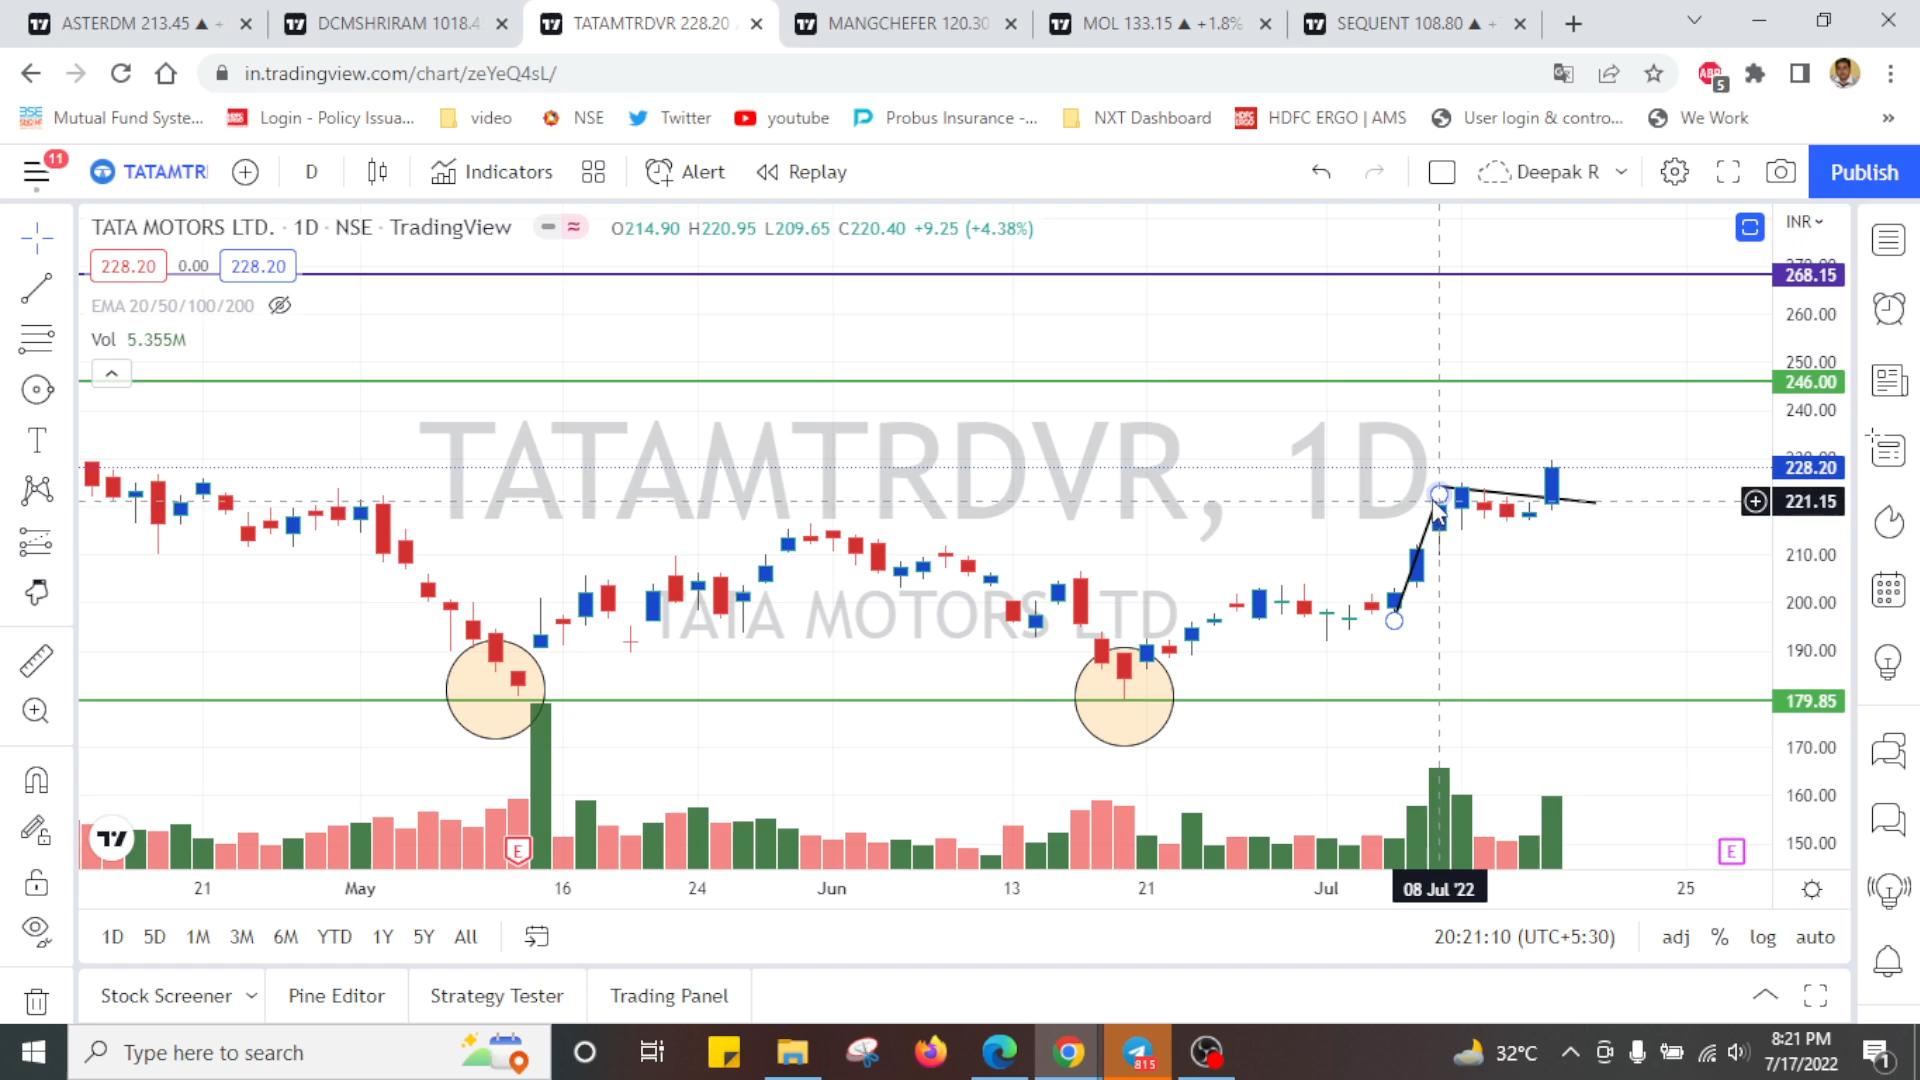 ASTERDM 213.45 ▲ +
DCMSHRIRAM 1018.4
TATAMTRDVR 228.20
MANGCHEFER 120.30
MOL 133.15 ▲ +1.8%
SEQUENT 108.80 ▲ +
in.tradingview.com/chart/zeYeQ4sL/
ABP
5
Mutual Fund Syste...
Login - Policy Issua...
video
NSE
Twitter
youtube
Probus Insurance -...
NXT Dashboard
HDFC ERGO | AMS
User login & contro...
We Work
»
11
TATAMTRI
D
Indicators
Alert
Replay
Deepak R
Publish
TATA MOTORS LTD. · 1D · NSE · TradingView
O214.90 H220.95 L209.65 C220.40 +9.25 (+4.38%)
INR
228.20
0.00
228.20
EMA 20/50/100/200
Vol 5.355M
268.15
260.00
250.00
246.00
240.00
228.20
221.15
210.00
200.00
190.00
179.85
170.00
160.00
150.00
TATAMTRDVR, 1D
TATA MOTORS LTD
E
E
21
May
16
24
Jun
13
21
Jul
08 Jul '22
25
1D
5D
1M
3M
6M
YTD
1Y
5Y
All
20:21:10 (UTC+5:30)
adj
%
log
auto
Stock Screener
Pine Editor
Strategy Tester
Trading Panel
Type here to search
815
32°C
8:21 PM
7/17/2022
1